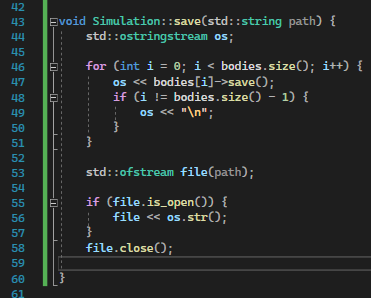 42
43 void Simulation::save(std::string path) {
44     std::ostringstream os;
45
46     for (int i = 0; i < bodies.size(); i++) {
47         os << bodies[i]->save();
48         if (i != bodies.size() - 1) {
49             os << "\n";
50         }
51     }
52
53     std::ofstream file(path);
54
55     if (file.is_open()) {
56         file << os.str();
57     }
58     file.close();
59
60 }
61